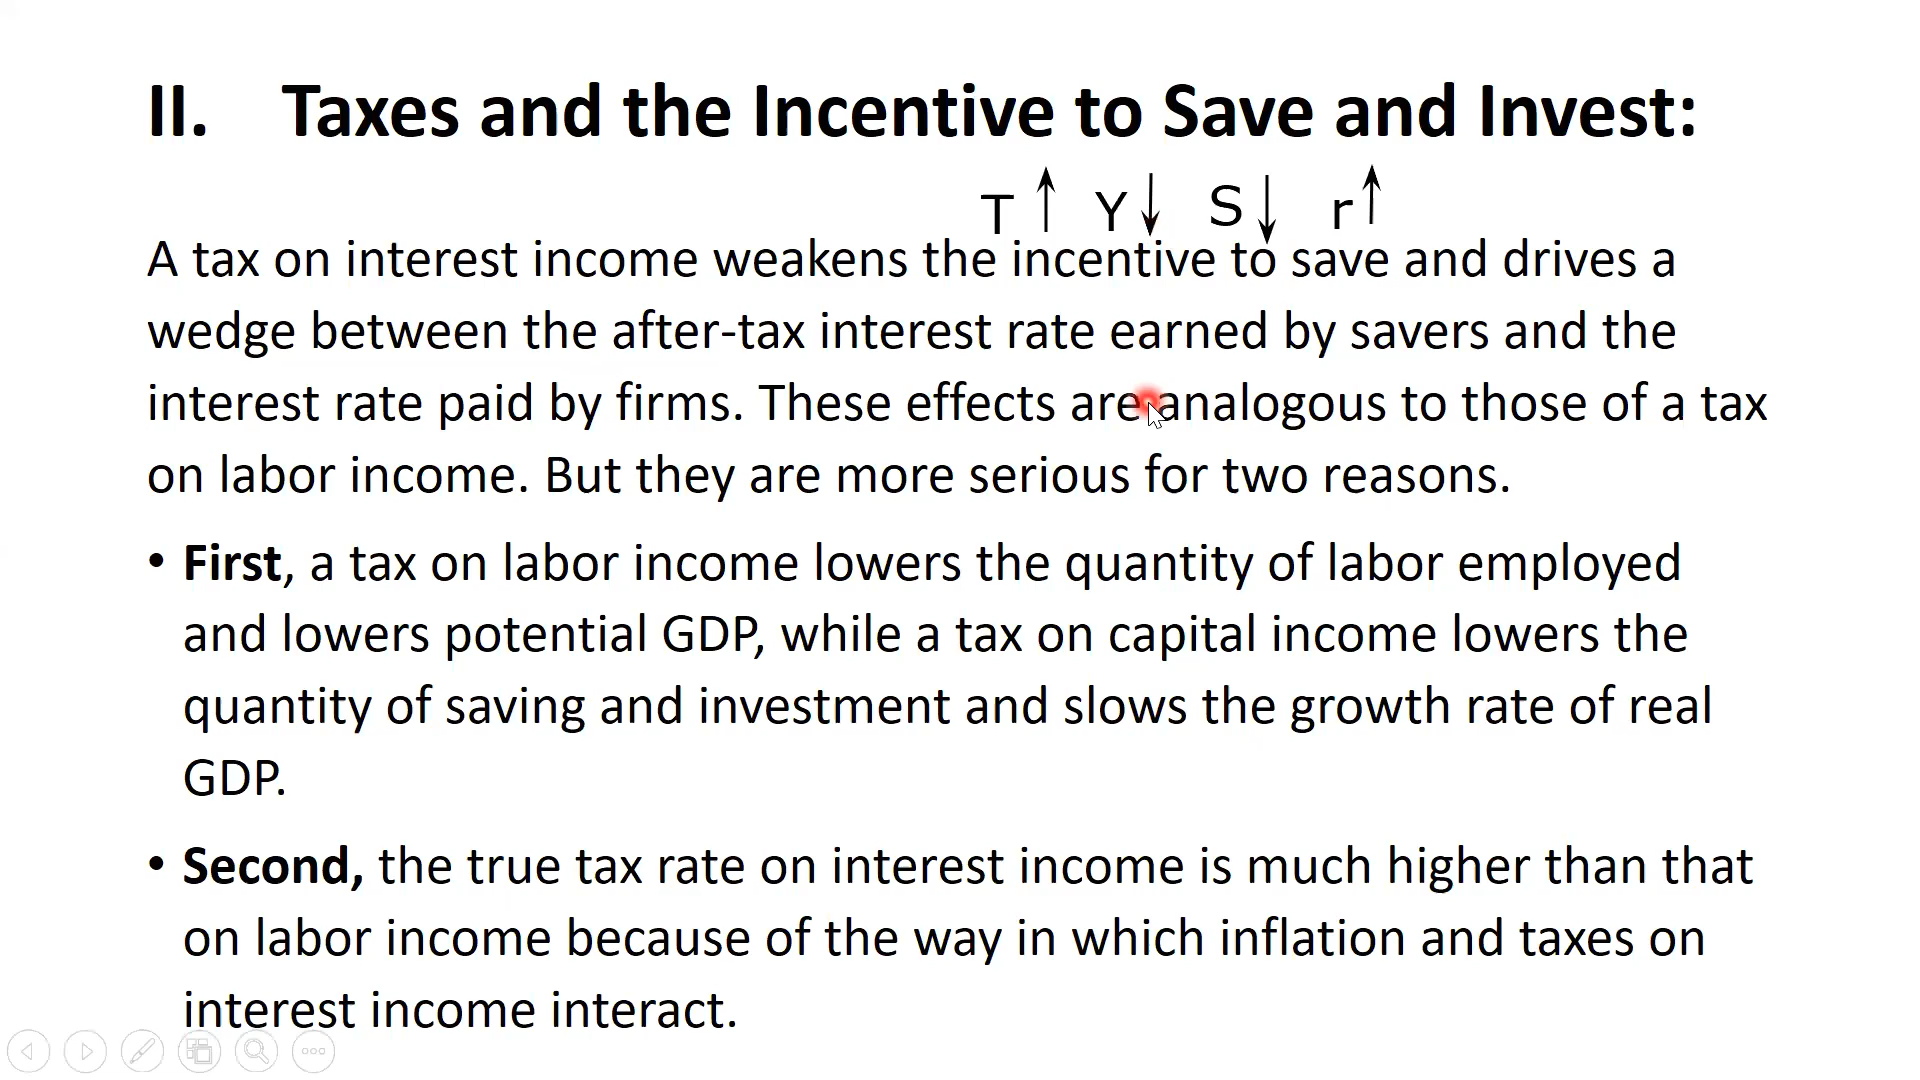 II. Taxes and the Incentive to Save and Invest:
T↑ Y↓ S↓ r↑
A tax on interest income weakens the incentive to save and drives a
wedge between the after-tax interest rate earned by savers and the
interest rate paid by firms. These effects are analogous to those of a tax
on labor income. But they are more serious for two reasons.
• First, a tax on labor income lowers the quantity of labor employed
and lowers potential GDP, while a tax on capital income lowers the
quantity of saving and investment and slows the growth rate of real
GDP.
• Second, the true tax rate on interest income is much higher than that
on labor income because of the way in which inflation and taxes on
interest income interact.